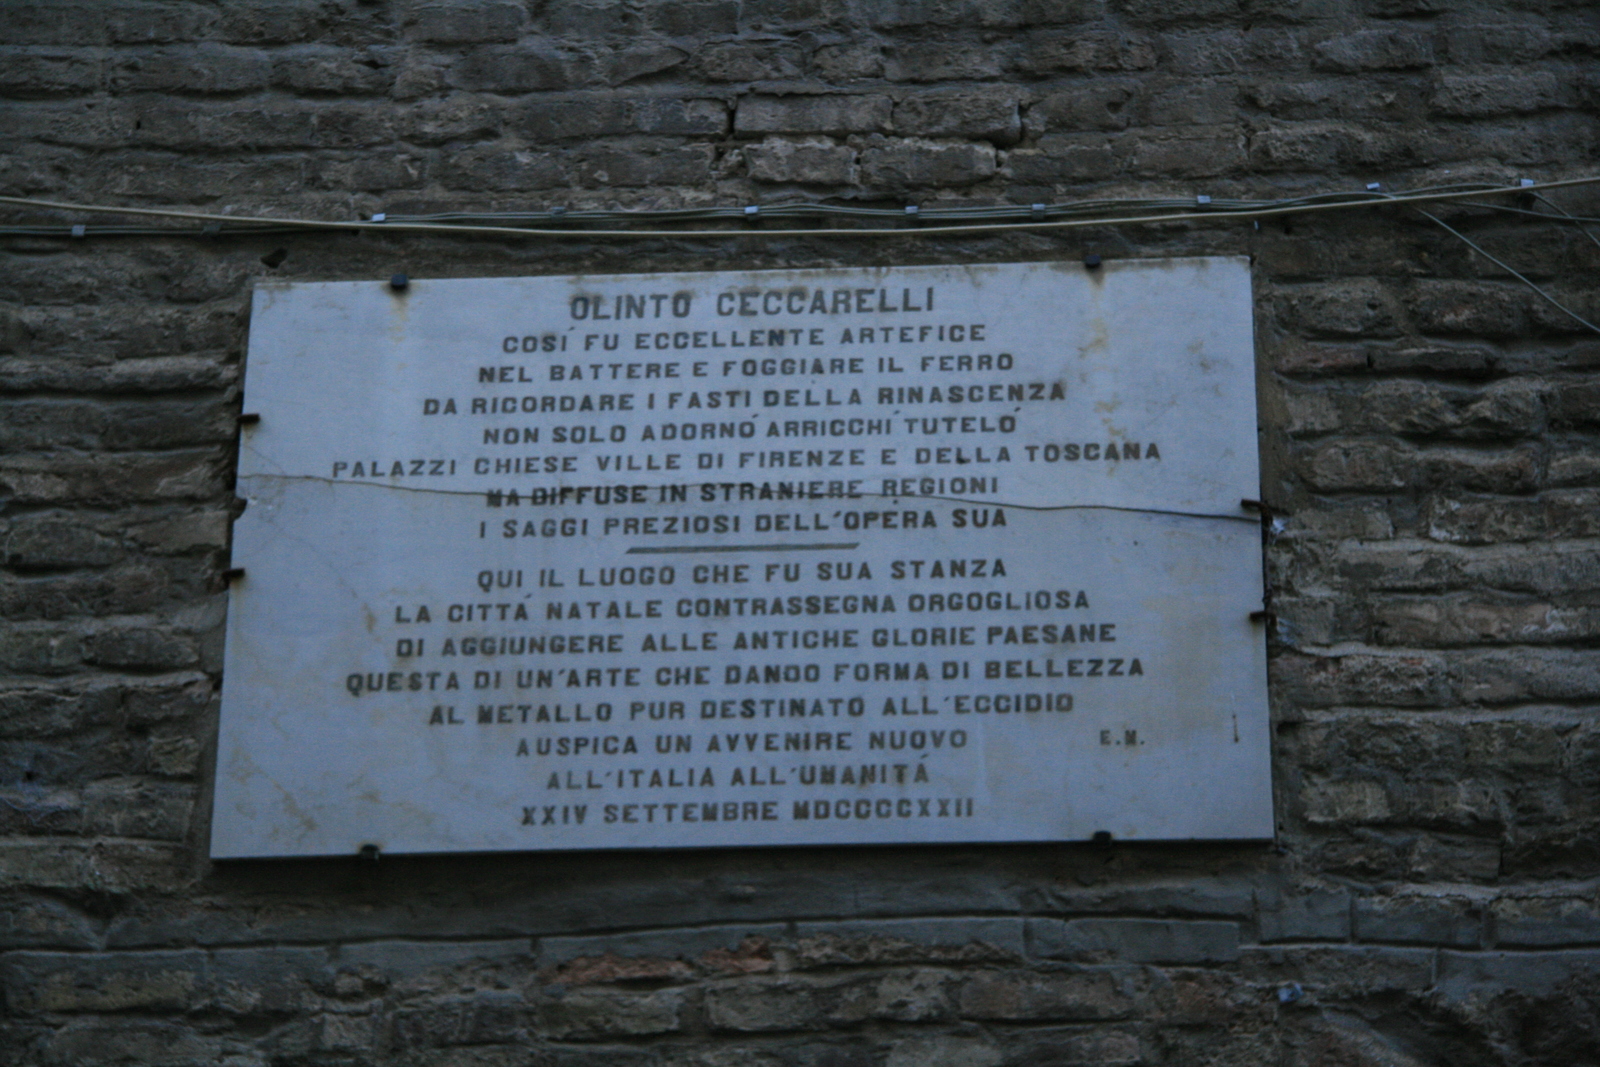 OLINTO CECCARELLI
COSÍ FU ECCELLENTE ARTEFICE
NEL BATTERE E FOGGIARE IL FERRO
DA RICORDARE I FASTI DELLA RINASCENZA
NON SOLO ADORNÓ ARRICCHÍ TUTELÓ
PALAZZI CHIESE VILLE DI FIRENZE E DELLA TOSCANA
MA DIFFUSE IN STRANIERE REGIONI
I SAGGI PREZIOSI DELL'OPERA SUA
QUI IL LUOGO CHE FU SUA STANZA
LA CITTÁ NATALE CONTRASSEGNA ORGOGLIOSA
DI AGGIUNGERE ALLE ANTICHE GLORIE PAESANE
QUESTA DI UN'ARTE CHE DANDO FORMA DI BELLEZZA
AL METALLO PUR DESTINATO ALL'ECCIDIO
AUSPICA UN AVVENIRE NUOVO E.M.
ALL'ITALIA ALL'UMANITÁ
XXIV SETTEMBRE MDCCCCXXII